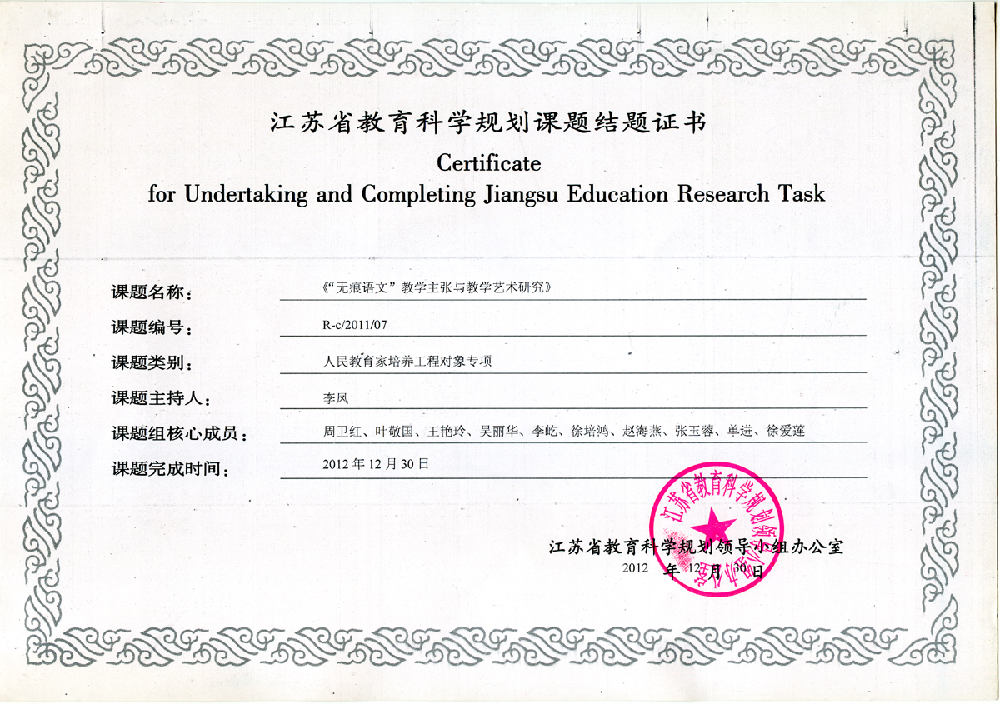 江苏省教育科学规划课题结题证书
Certificate
for Undertaking and Completing Jiangsu Education Research Task
课题名称: 《“无痕语文”教学主张与教学艺术研究》
课题编号: R-c/2011/07
课题类别: 人民教育家培养工程对象专项
课题主持人: 李凤
课题组核心成员: 周卫红、叶敬国、王艳玲、吴丽华、李屹、徐培鸿、赵海燕、张玉蓉、单进、徐爱莲
课题完成时间: 2012 年 12 月 30 日
江苏省教育科学规划领导小组办公室
江苏省教育科学规划领导小组办公室
2012 年 12 月 30 日